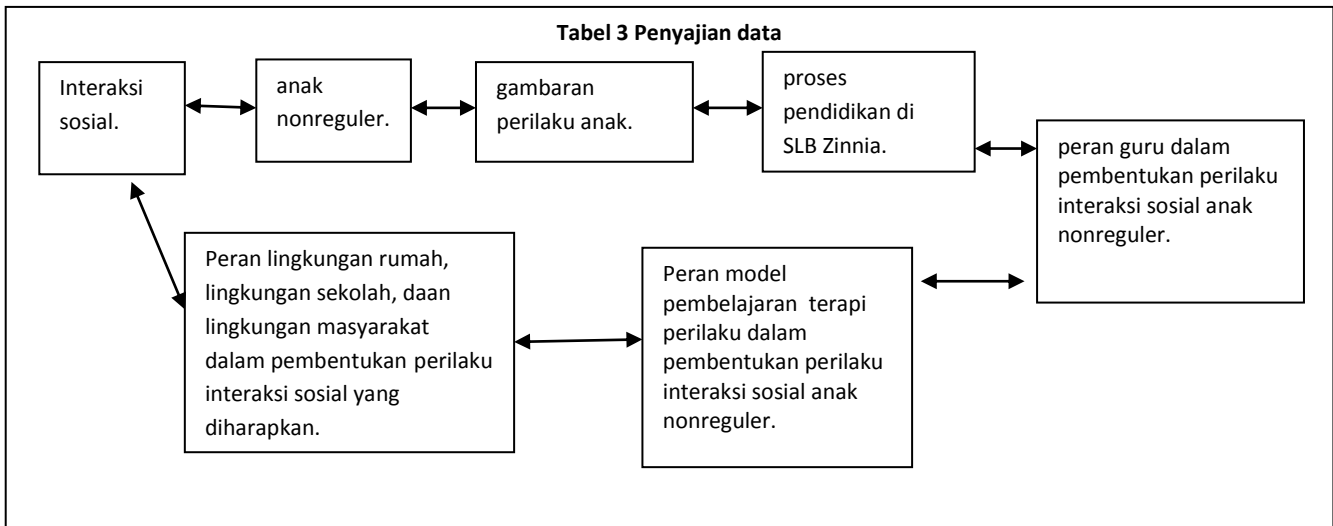 Tabel 3 Penyajian data
Interaksi
sosial.
anak
nonreguler.
gambaran
perilaku anak.
proses
pendidikan di
SLB Zinnia.
peran guru dalam
pembentukan perilaku
interaksi sosial anak
nonreguler.
Peran lingkungan rumah,
lingkungan sekolah, daan
lingkungan masyarakat
dalam pembentukan perilaku
interaksi sosial yang
diharapkan.
Peran model
pembelajaran terapi
perilaku dalam
pembentukan perilaku
interaksi sosial anak
nonreguler.